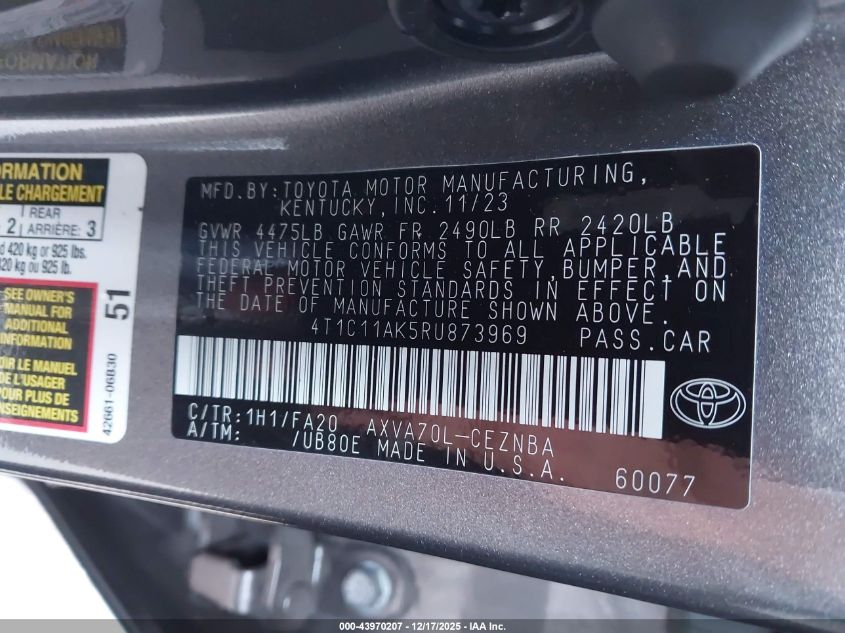 ORMATION
LE CHARGEMENT
2 | REAR
ARRIÈRE 3
d 420 kg or 925 lbs.
420 kg ou 925 lb.
SEE OWNER'S
MANUAL FOR
ADDITIONAL
INFORMATION
OIR LE MANUEL
DE L'USAGER
POUR PLUS DE
ENSEIGNEMENTS
51
42661-06830
MFD.BY:TOYOTA MOTOR MANUFACTURING,
KENTUCKY, INC.11/23
GVWR 4475LB GAWR FR 2490LB RR 2420LB
THIS VEHICLE CONFORMS TO ALL APPLICABLE
FEDERAL MOTOR VEHICLE SAFETY,BUMPER,AND
THEFT PREVENTION STANDARDS IN EFFECT ON
THE DATE OF MANUFACTURE SHOWN ABOVE.
4T1C11AK5RU873969 PASS.CAR
C/TR:1H1/FA20 AXVA70L-CEZNBA
A/TM: /UB80E MADE IN U.S.A.
60077
000-43970207 - 12/17/2025 - IAA Inc.